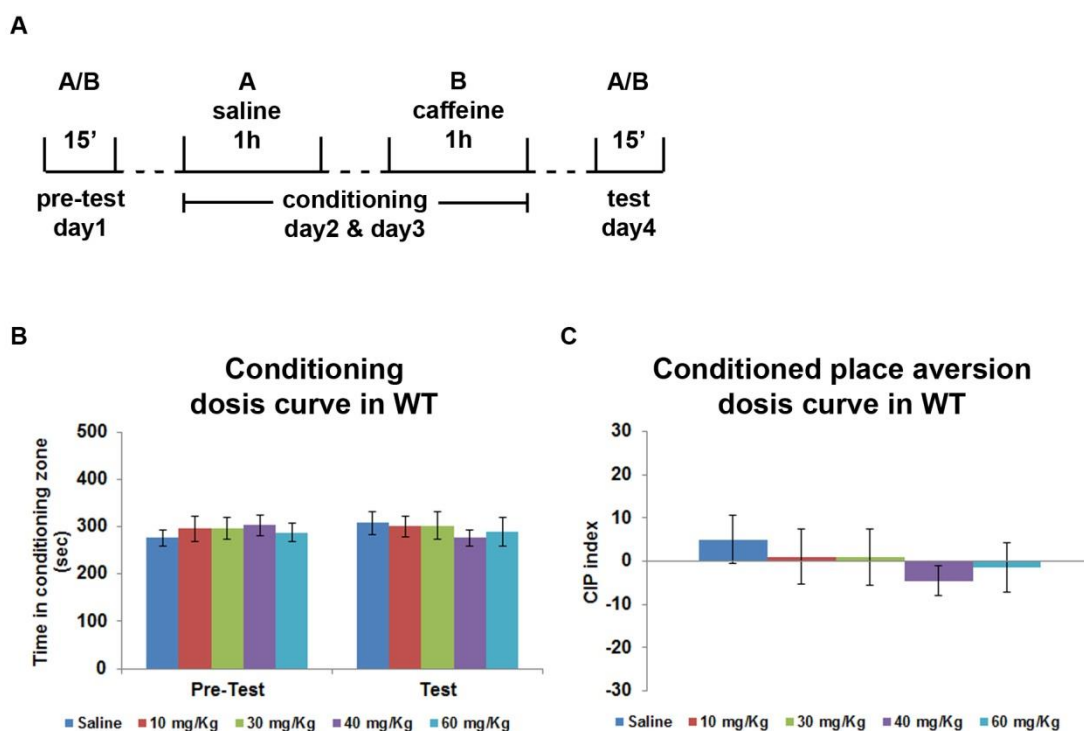 A
A/B
A
saline
B
caffeine
A/B
15’
1h
1h
15’
pre-test
day1
conditioning
day2 & day3
test
day4
B
Conditioning
dosis curve in WT
Time in conditioning zone
(sec)
500
400
300
200
100
0
Pre-Test
Test
Saline
10 mg/Kg
30 mg/Kg
40 mg/Kg
60 mg/Kg
C
Conditioned place aversion
dosis curve in WT
CIP index
30
20
10
0
-10
-20
-30
Saline
10 mg/Kg
30 mg/Kg
40 mg/Kg
60 mg/Kg